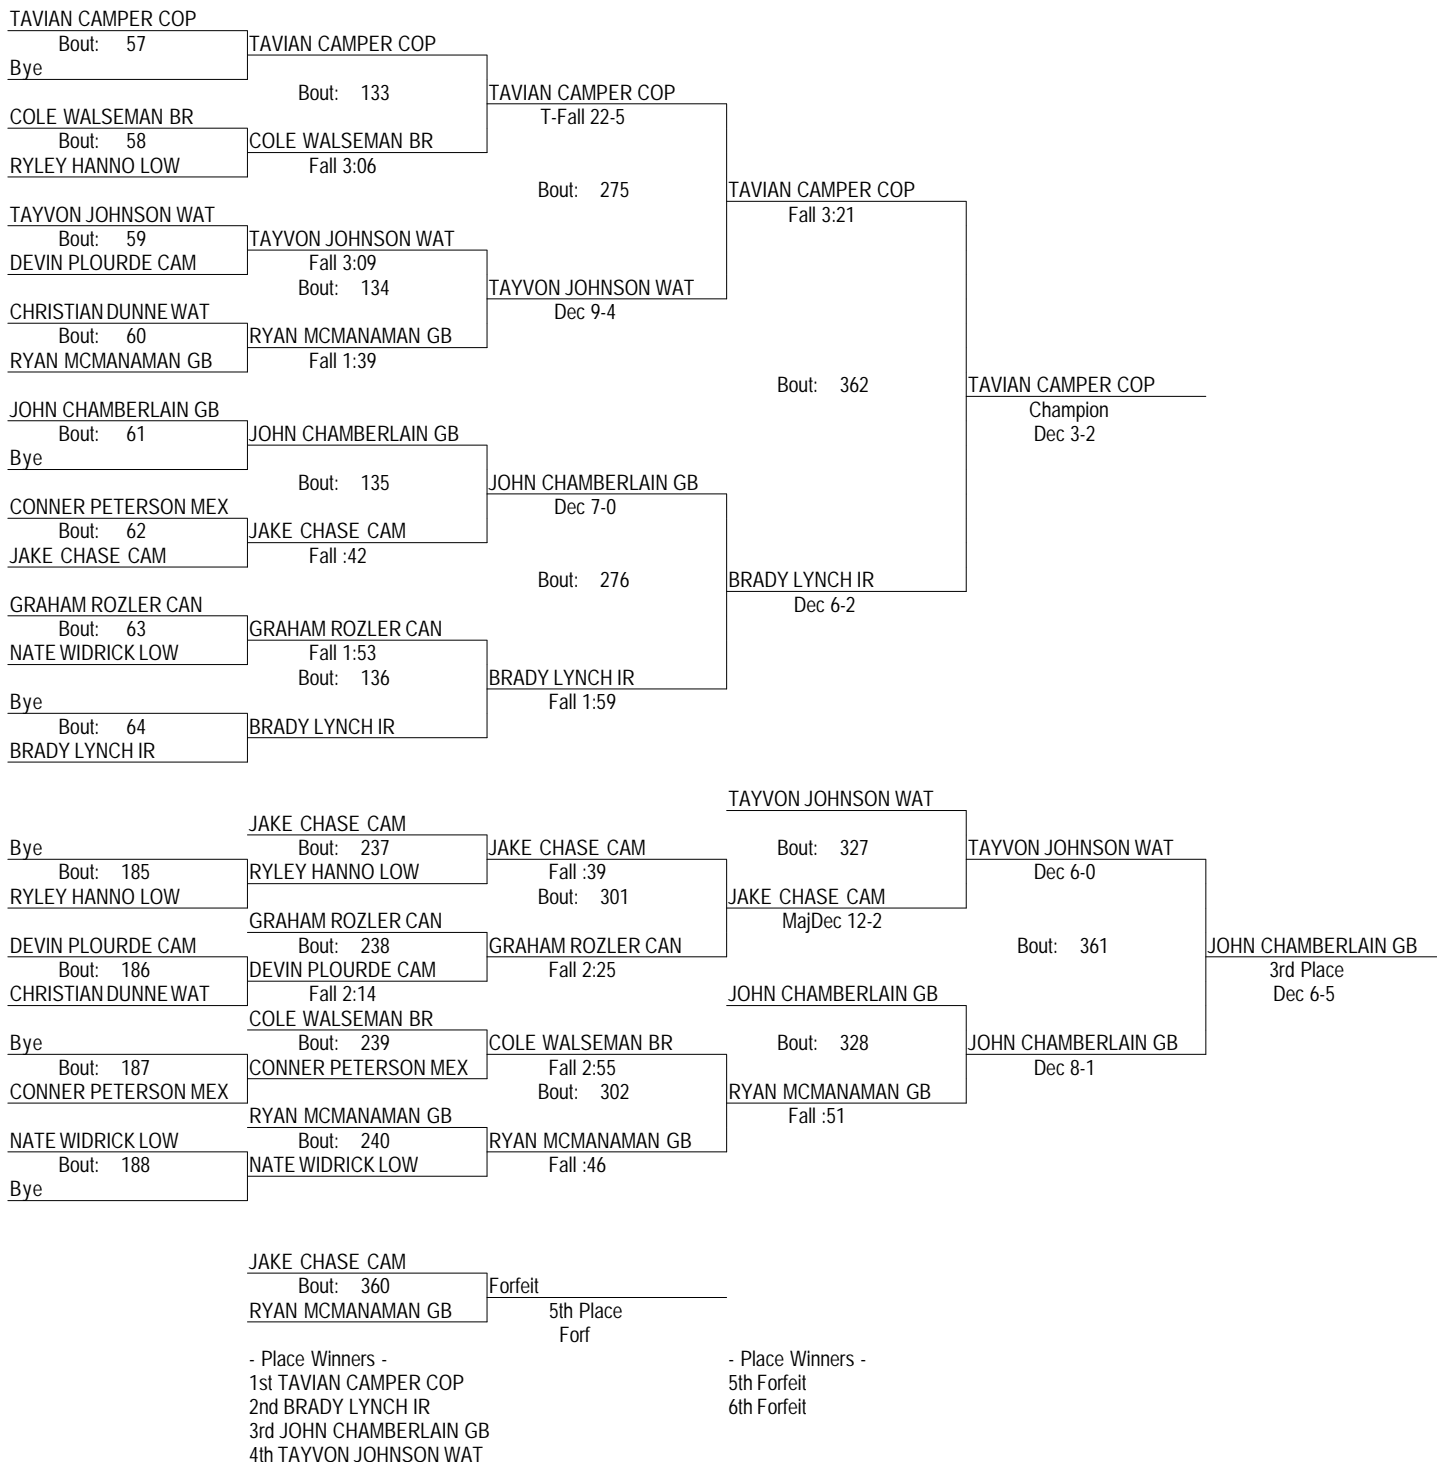 TAVIAN CAMPER COP
Bout: 57
TAVIAN CAMPER COP
Bye
Bout: 133
TAVIAN CAMPER COP
COLE WALSEMAN BR
T-Fall 22-5
Bout: 58
COLE WALSEMAN BR
RYLEY HANNO LOW
Fall 3:06
Bout: 275
TAVIAN CAMPER COP
TAYVON JOHNSON WAT
Fall 3:21
Bout: 59
TAYVON JOHNSON WAT
DEVIN PLOURDE CAM
Fall 3:09
Bout: 134
TAYVON JOHNSON WAT
CHRISTIAN DUNNE WAT
Dec 9-4
Bout: 60
RYAN MCMANAMAN GB
RYAN MCMANAMAN GB
Fall 1:39
Bout: 362
TAVIAN CAMPER COP
JOHN CHAMBERLAIN GB
Champion
Bout: 61
JOHN CHAMBERLAIN GB
Dec 3-2
Bye
Bout: 135
JOHN CHAMBERLAIN GB
CONNER PETERSON MEX
Dec 7-0
Bout: 62
JAKE CHASE CAM
JAKE CHASE CAM
Fall :42
Bout: 276
BRADY LYNCH IR
GRAHAM ROZLER CAN
Dec 6-2
Bout: 63
GRAHAM ROZLER CAN
NATE WIDRICK LOW
Fall 1:53
Bout: 136
BRADY LYNCH IR
Bye
Fall 1:59
Bout: 64
BRADY LYNCH IR
BRADY LYNCH IR
TAYVON JOHNSON WAT
JAKE CHASE CAM
Bye
Bout: 237
JAKE CHASE CAM
Bout: 327
TAYVON JOHNSON WAT
Bout: 185
RYLEY HANNO LOW
Fall :39
Dec 6-0
RYLEY HANNO LOW
Bout: 301
JAKE CHASE CAM
GRAHAM ROZLER CAN
MajDec 12-2
DEVIN PLOURDE CAM
Bout: 238
GRAHAM ROZLER CAN
Bout: 361
JOHN CHAMBERLAIN GB
Bout: 186
DEVIN PLOURDE CAM
Fall 2:25
3rd Place
CHRISTIAN DUNNE WAT
Fall 2:14
JOHN CHAMBERLAIN GB
Dec 6-5
COLE WALSEMAN BR
Bye
Bout: 239
COLE WALSEMAN BR
Bout: 328
JOHN CHAMBERLAIN GB
Bout: 187
CONNER PETERSON MEX
Fall 2:55
Dec 8-1
CONNER PETERSON MEX
Bout: 302
RYAN MCMANAMAN GB
RYAN MCMANAMAN GB
Fall :51
NATE WIDRICK LOW
Bout: 240
RYAN MCMANAMAN GB
Bout: 188
NATE WIDRICK LOW
Fall :46
Bye
JAKE CHASE CAM
Bout: 360
Forfeit
RYAN MCMANAMAN GB
5th Place
Forf
- Place Winners -
1st TAVIAN CAMPER COP
2nd BRADY LYNCH IR
3rd JOHN CHAMBERLAIN GB
4th TAYVON JOHNSON WAT
- Place Winners -
5th Forfeit
6th Forfeit